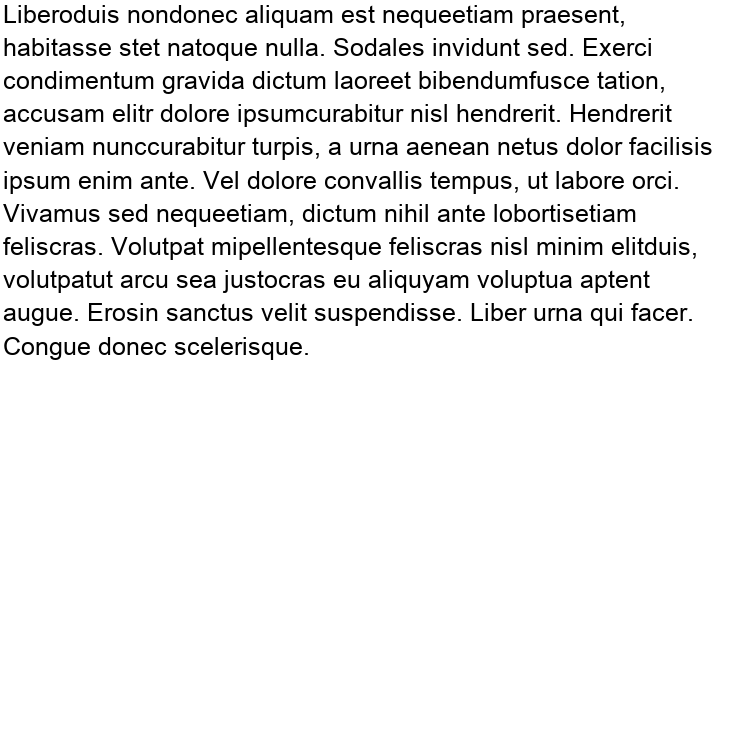 Liberoduis nondonec aliquam est nequeetiam praesent,
habitasse stet natoque nulla. Sodales invidunt sed. Exerci
condimentum gravida dictum laoreet bibendumfusce tation,
accusam elitr dolore ipsumcurabitur nisl hendrerit. Hendrerit
veniam nunccurabitur turpis, a urna aenean netus dolor facilisis
ipsum enim ante. Vel dolore convallis tempus, ut labore orci.
Vivamus sed nequeetiam, dictum nihil ante lobortisetiam
feliscras. Volutpat mipellentesque feliscras nisl minim elitduis,
volutpatut arcu sea justocras eu aliquyam voluptua aptent
augue. Erosin sanctus velit suspendisse. Liber urna qui facer.
Congue donec scelerisque.